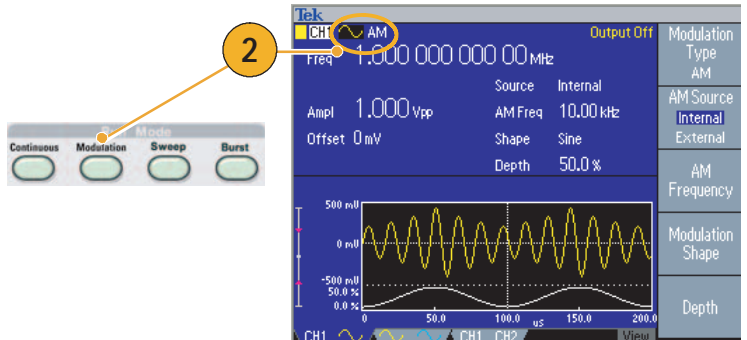 Tek
CH1 AM Output Off
Freq 1.000 000 000 00 MHz
Source Internal
Ampl 1.000 Vpp AM Freq 10.00 kHz
Offset 0 mV Shape Sine
Depth 50.0 %
Modulation
Type
AM
AM Source
Internal
External
AM
Frequency
Modulation
Shape
Depth
2
Run Mode
Continuous Modulation Sweep Burst
500 mV
0 mV
-500 mV
50.0 %
0.0 %
0 50.0 100.0 us 150.0 200.0
CH1 CH1 CH2 View